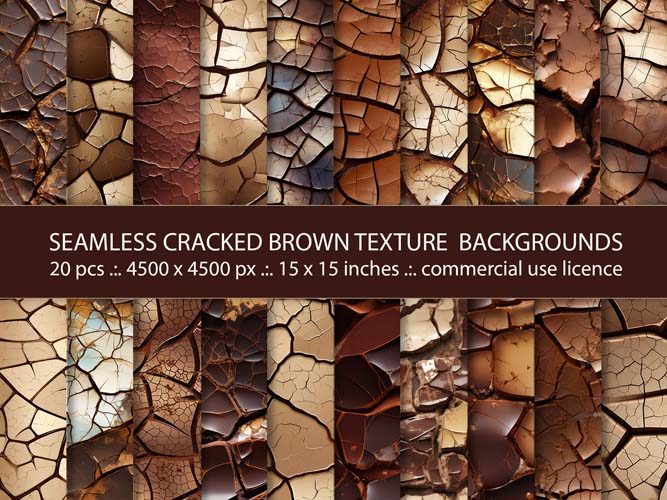 SEAMLESS CRACKED BROWN TEXTURE BACKGROUNDS
20 pcs .:. 4500 x 4500 px .:. 15 x 15 inches .:. commercial use licence